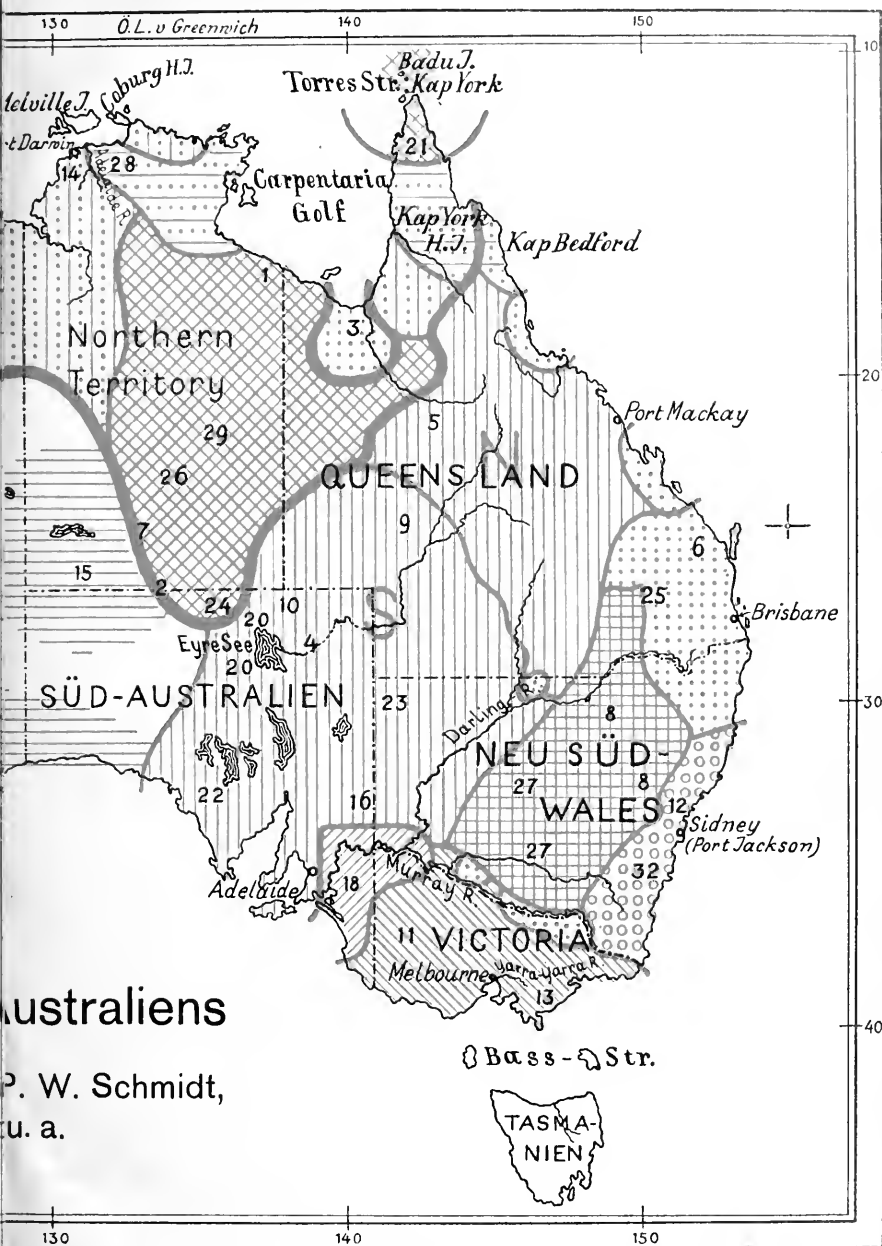 130 Ö.L. v Greenwich 140 150
10
Badu J.
Torres Str. Kap York
Coburg H.J.
Melville J.
t Darwin
21
28
14
Adelaide R.
Carpentaria
Golf
Kap York
H.J.
Kap Bedford
1
3
Northern
Territory
20
5
Port Mackay
29
26
QUEENSLAND
9
7
6
15
2
24
10
25
20
Brisbane
Eyre See
4
20
S
SÜD-AUSTRALIEN
23
Darling-R.
30
8
NEU SÜD-
27
8
WALES
22
16
12
Sidney
(Port Jackson)
27
Murray R.
32
Adelaide
18
11 VICTORIA
Melbourne
Yarra-Yarra R.
13
Australiens
40
Bass-Str.
P. W. Schmidt,
u. a.
TASMA-
NIEN
130 140 150